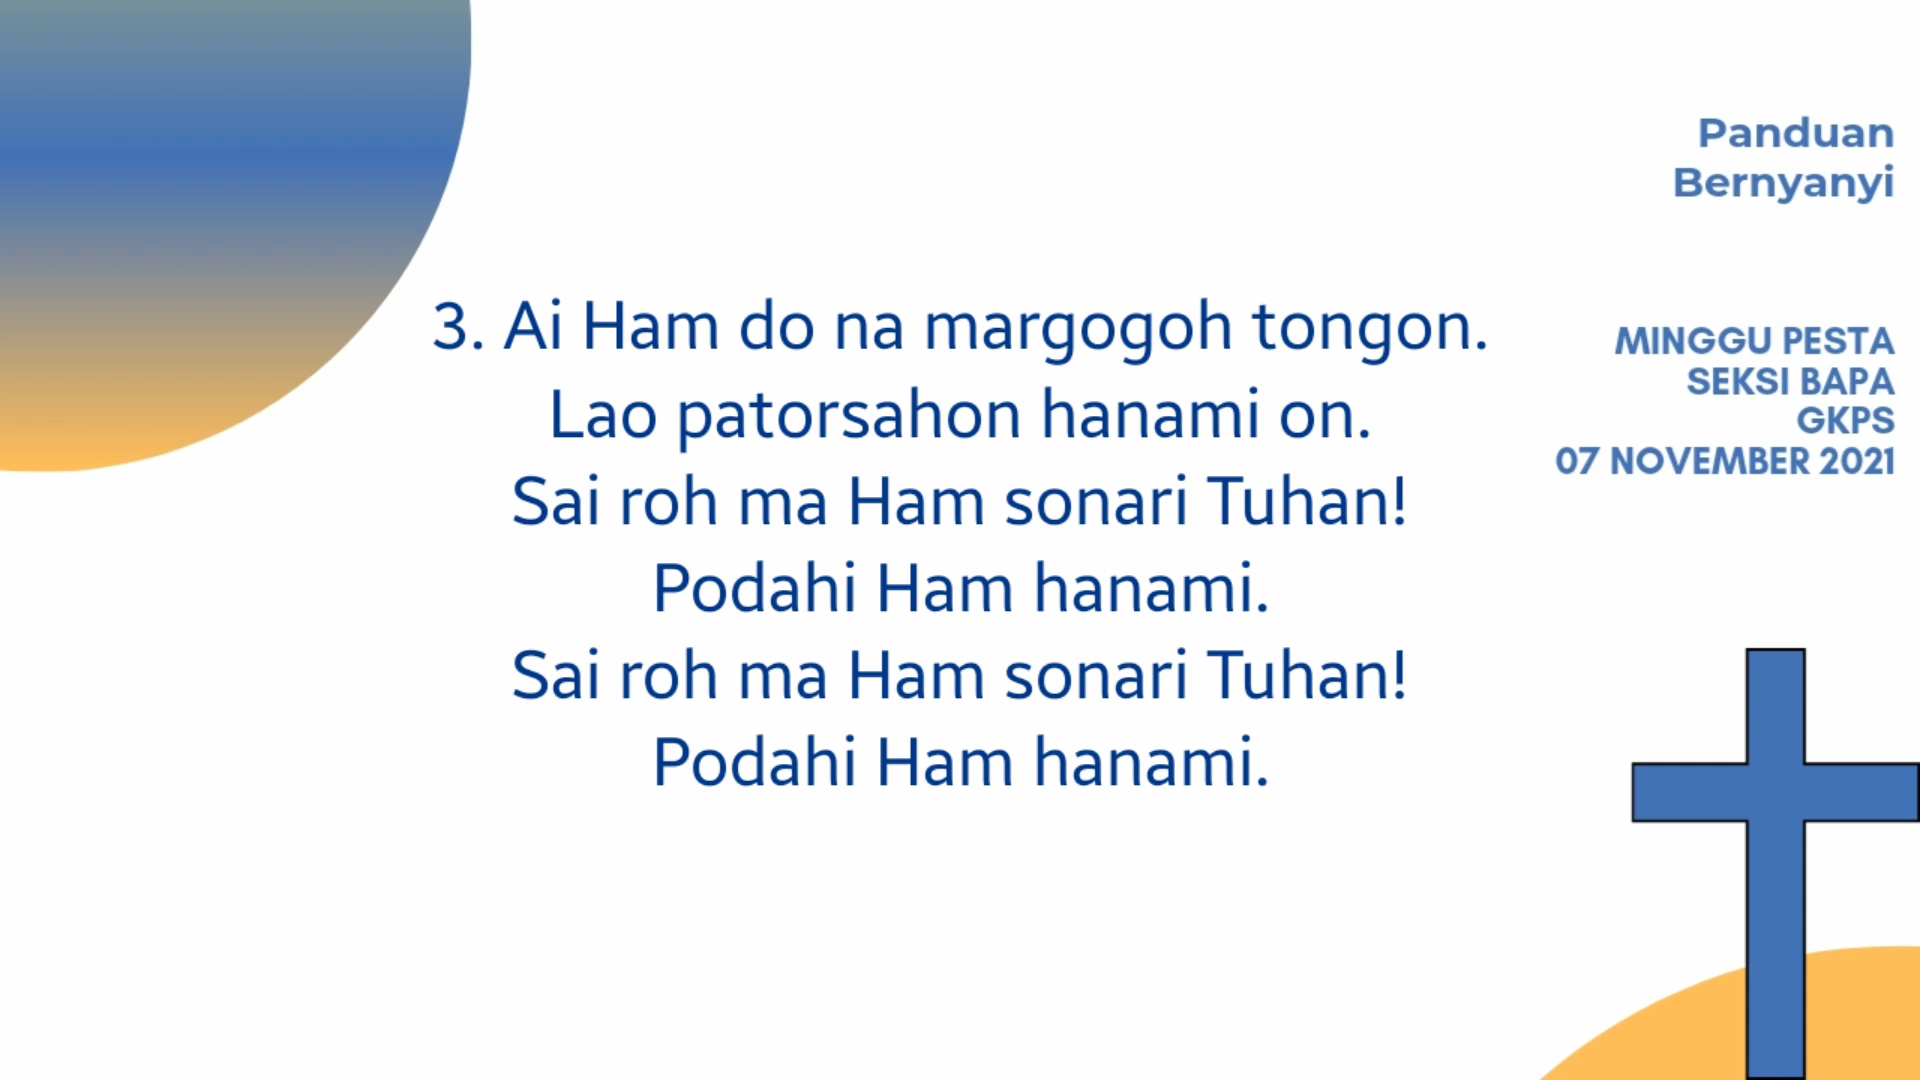 Panduan
Bernyanyi
MINGGU PESTA
SEKSI BAPA
GKPS
07 NOVEMBER 2021
3. Ai Ham do na margogoh tongon.
Lao patorsahon hanami on.
Sai roh ma Ham sonari Tuhan!
Podahi Ham hanami.
Sai roh ma Ham sonari Tuhan!
Podahi Ham hanami.